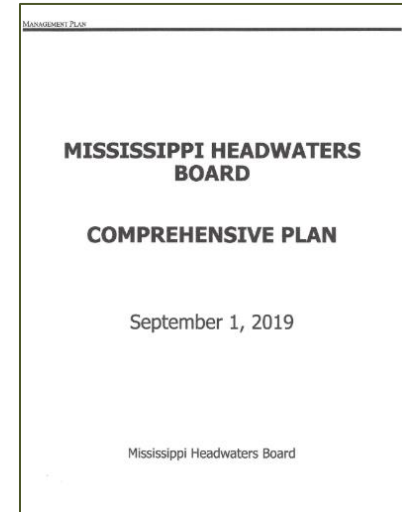 MANAGEMENT PLAN
MISSISSIPPI HEADWATERS
BOARD
COMPREHENSIVE PLAN
September 1, 2019
Mississippi Headwaters Board